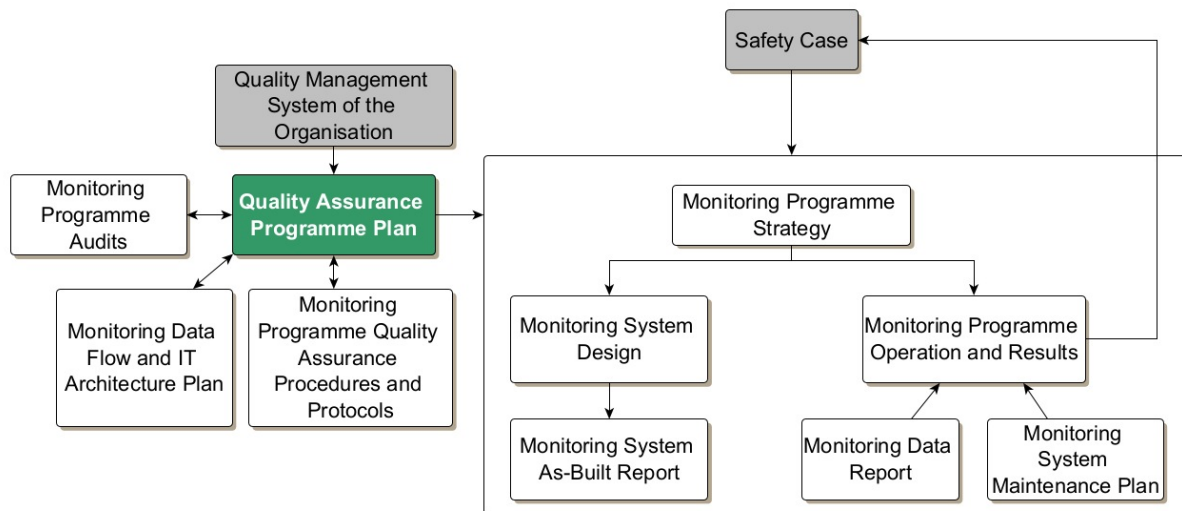 Safety Case
Quality Management
System of the
Organisation
Monitoring
Programme
Audits
Quality Assurance
Programme Plan
Monitoring Programme
Strategy
Monitoring Data
Flow and IT
Architecture Plan
Monitoring
Programme Quality
Assurance
Procedures and
Protocols
Monitoring System
Design
Monitoring Programme
Operation and Results
Monitoring System
As-Built Report
Monitoring Data
Report
Monitoring
System
Maintenance Plan